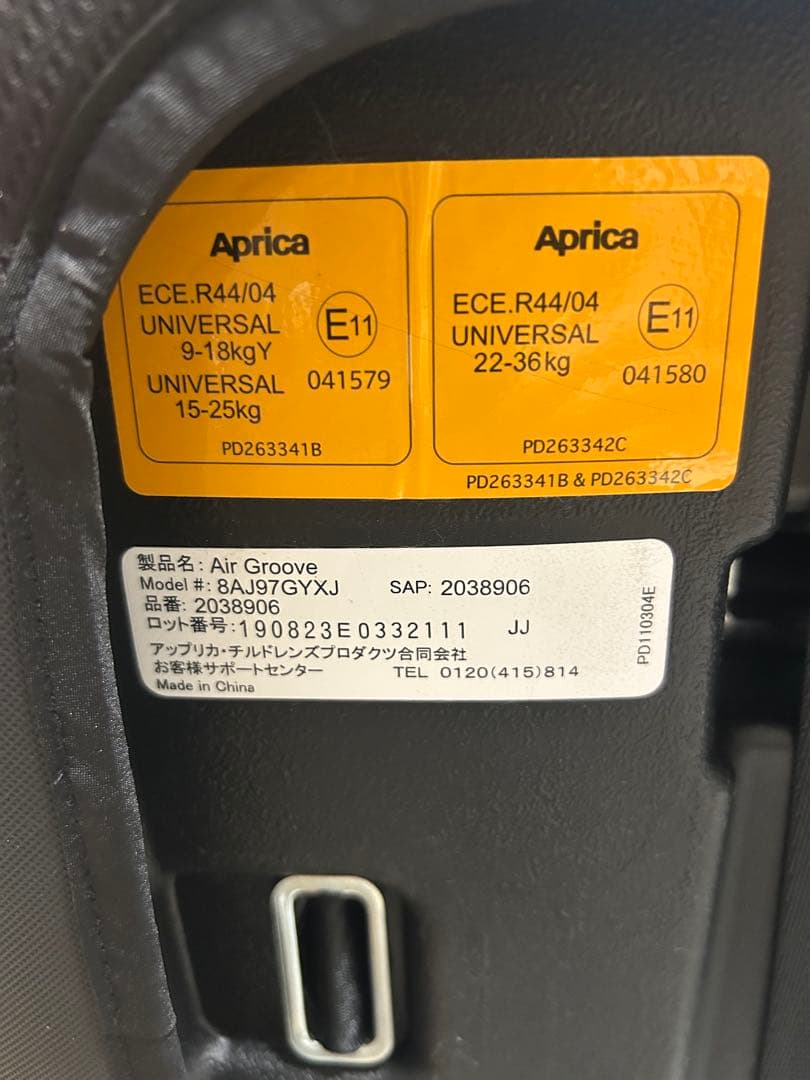 Aprica
ECE.R44/04
UNIVERSAL
9-18kgY
UNIVERSAL
15-25kg
E11
041579
PD263341B
Aprica
ECE.R44/04
UNIVERSAL
22-36kg
E11
041580
PD263342C
PD263341B & PD263342C
製品名: Air Groove
Model #: 8AJ97GYXJ SAP: 2038906
品番: 2038906
ロット番号:190823E0332111 JJ
アップリカ・チルドレンズプロダクツ合同会社
お客様サポートセンター TEL 0120(415)814
Made in China
PD110304E